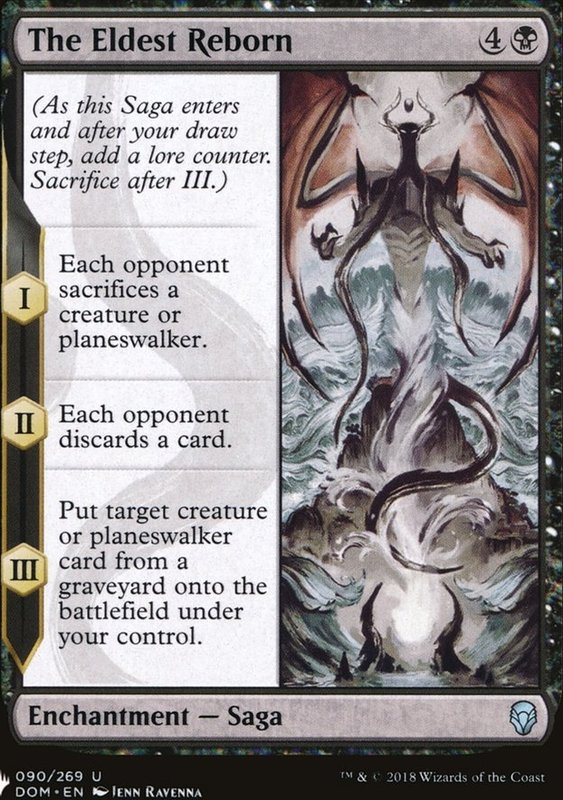 The Eldest Reborn 4
(As this Saga enters
and after your draw
step, add a lore counter.
Sacrifice after III.)
I
Each opponent
sacrifices a
creature or
planeswalker.
II
Each opponent
discards a card.
III
Put target creature
or planeswalker
card from a
graveyard onto the
battlefield under
your control.
Enchantment — Saga
090/269 U
DOM • EN Jenn Ravenna
™ & © 2018 Wizards of the Coast